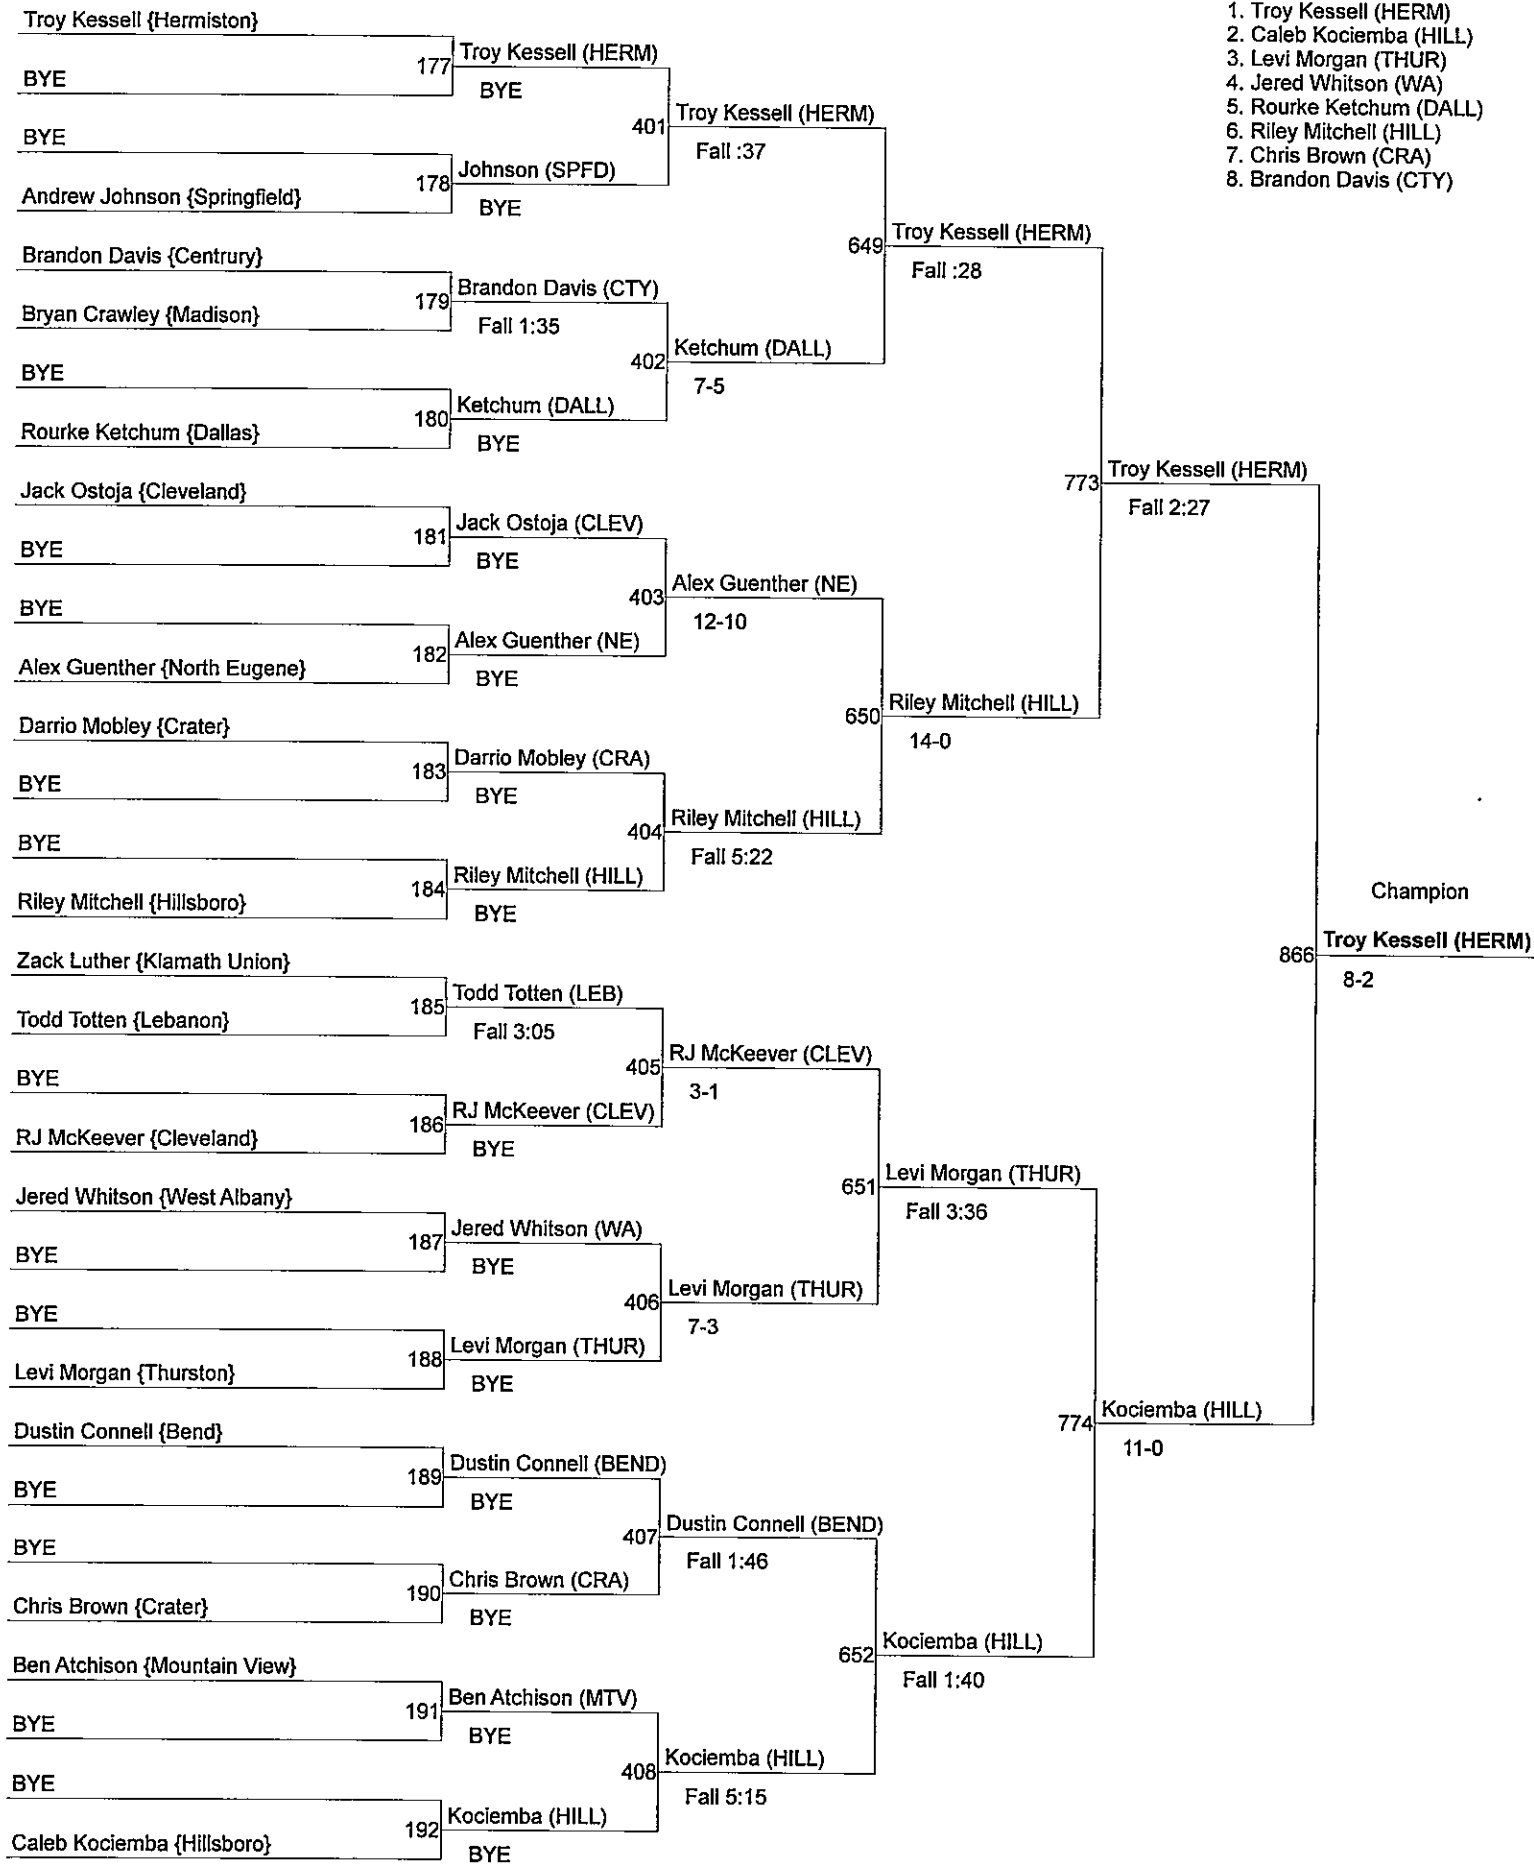 Troy Kessell {Hermiston}
BYE
BYE
Andrew Johnson {Springfield}
Brandon Davis {Centrury}
Bryan Crawley {Madison}
BYE
Rourke Ketchum {Dallas}
Jack Ostoja {Cleveland}
BYE
BYE
Alex Guenther {North Eugene}
Darrio Mobley {Crater}
BYE
BYE
Riley Mitchell {Hillsboro}
Zack Luther {Klamath Union}
Todd Totten {Lebanon}
BYE
RJ McKeever {Cleveland}
Jered Whitson {West Albany}
BYE
BYE
Levi Morgan {Thurston}
Dustin Connell {Bend}
BYE
BYE
Chris Brown {Crater}
Ben Atchison {Mountain View}
BYE
BYE
Caleb Kociemba {Hillsboro}
177 Troy Kessell (HERM)
BYE
178 Johnson (SPFD)
BYE
179 Brandon Davis (CTY)
Fall 1:35
180 Ketchum (DALL)
BYE
181 Jack Ostoja (CLEV)
BYE
182 Alex Guenther (NE)
BYE
183 Darrio Mobley (CRA)
BYE
184 Riley Mitchell (HILL)
BYE
185 Todd Totten (LEB)
Fall 3:05
186 RJ McKeever (CLEV)
BYE
187 Jered Whitson (WA)
BYE
188 Levi Morgan (THUR)
BYE
189 Dustin Connell (BEND)
BYE
190 Chris Brown (CRA)
BYE
191 Ben Atchison (MTV)
BYE
192 Kociemba (HILL)
BYE
401 Troy Kessell (HERM)
Fall :37
402 Ketchum (DALL)
7-5
403 Alex Guenther (NE)
12-10
404 Riley Mitchell (HILL)
Fall 5:22
405 RJ McKeever (CLEV)
3-1
406 Levi Morgan (THUR)
7-3
407 Dustin Connell (BEND)
Fall 1:46
408 Kociemba (HILL)
Fall 5:15
649 Troy Kessell (HERM)
Fall :28
650 Riley Mitchell (HILL)
14-0
651 Levi Morgan (THUR)
Fall 3:36
652 Kociemba (HILL)
Fall 1:40
773 Troy Kessell (HERM)
Fall 2:27
774 Kociemba (HILL)
11-0
Champion
866 Troy Kessell (HERM)
8-2
1. Troy Kessell (HERM)
2. Caleb Kociemba (HILL)
3. Levi Morgan (THUR)
4. Jered Whitson (WA)
5. Rourke Ketchum (DALL)
6. Riley Mitchell (HILL)
7. Chris Brown (CRA)
8. Brandon Davis (CTY)